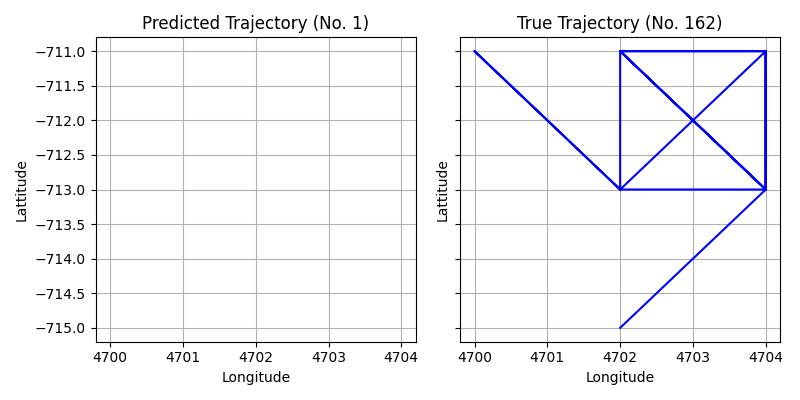 Predicted Trajectory (No. 1)
True Trajectory (No. 162)
Lattitude
−711.0
−711.5
−712.0
−712.5
−713.0
−713.5
−714.0
−714.5
−715.0
4700 4701 4702 4703 4704
Longitude
Lattitude
4700 4701 4702 4703 4704
Longitude